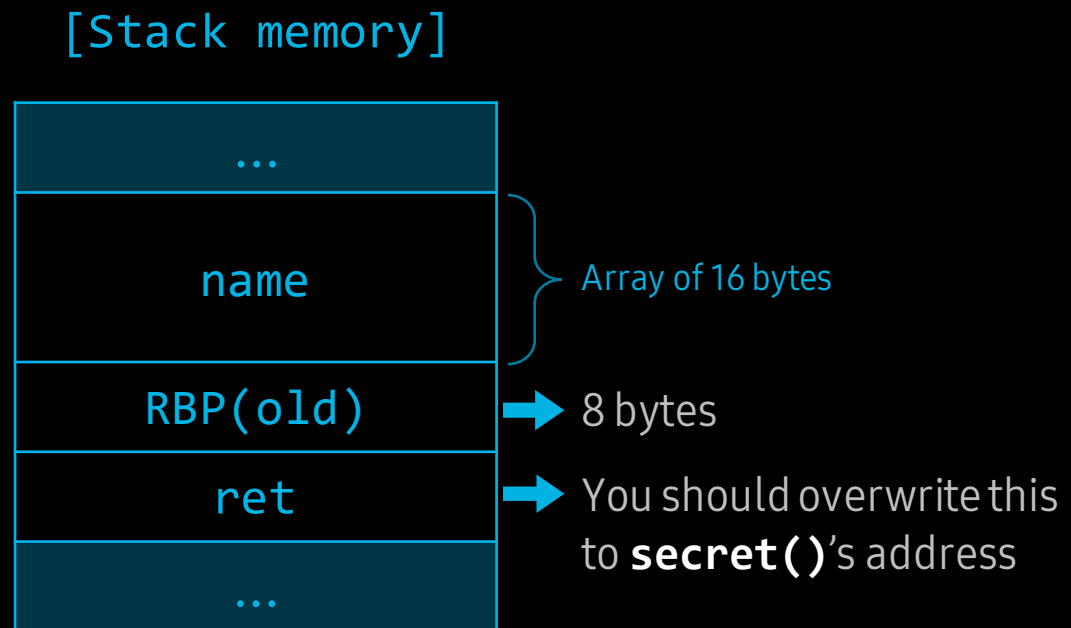 [Stack memory]
...
name
Array of 16 bytes
RBP(old)
8 bytes
ret
You should overwrite this
to secret()'s address
...